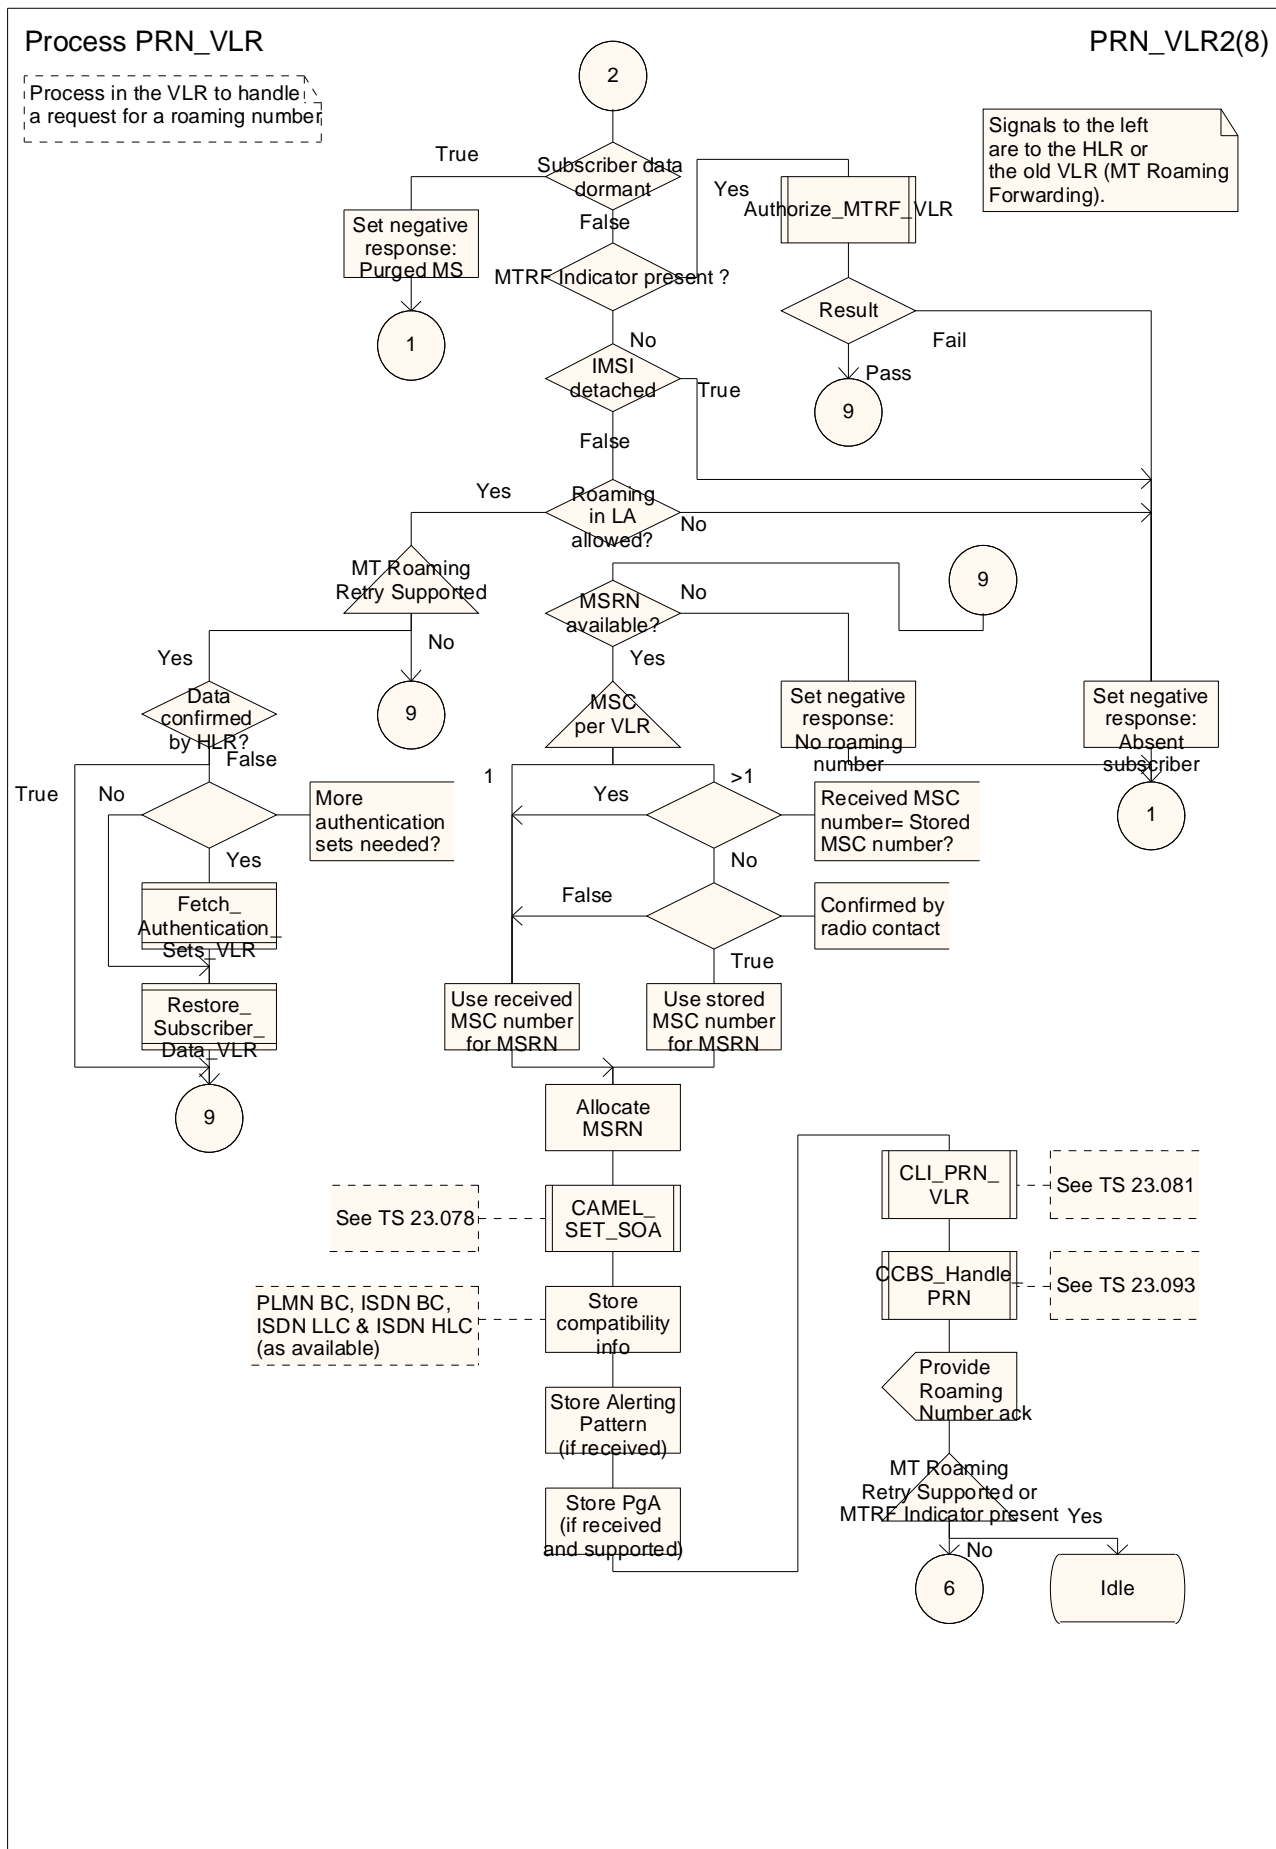 Process PRN_VLR
PRN_VLR2(8)
2
Process in the VLR to handle
a request for a roaming number
Signals to the left
are to the HLR or
the old VLR (MT Roaming
Forwarding).
True
Subscriber data
dormant
Yes
Authorize_MTRF_VLR
False
Set negative
response:
Purged MS
MTRF Indicator present ?
Result
1
No
Fail
IMSI
detached
True
Pass
9
False
Yes
Roaming
in LA
allowed?
No
MT Roaming
Retry Supported
MSRN
available?
No
9
No
Yes
Yes
Data
confirmed
by HLR?
9
MSC
per VLR
Set negative
response:
No roaming
number
Set negative
response:
Absent
subscriber
False
True
No
1
>1
Yes
More
authentication
sets needed?
Received MSC
number= Stored
MSC number?
1
Yes
No
Fetch_
Authentication_
Sets_VLR
False
Confirmed by
radio contact
True
Restore_
Subscriber_
Data_VLR
Use received
MSC number
for MSRN
Use stored
MSC number
for MSRN
9
Allocate
MSRN
CLI_PRN_
VLR
See TS 23.081
See TS 23.078
CAMEL_
SET_SOA
CCBS_Handle_
PRN
See TS 23.093
PLMN BC, ISDN BC,
ISDN LLC & ISDN HLC
(as available)
Store
compatibility
info
Provide
Roaming
Number ack
Store Alerting
Pattern
(if received)
MT Roaming
Retry Supported or
MTRF Indicator present
Yes
Store PgA
(if received
and supported)
No
6
Idle